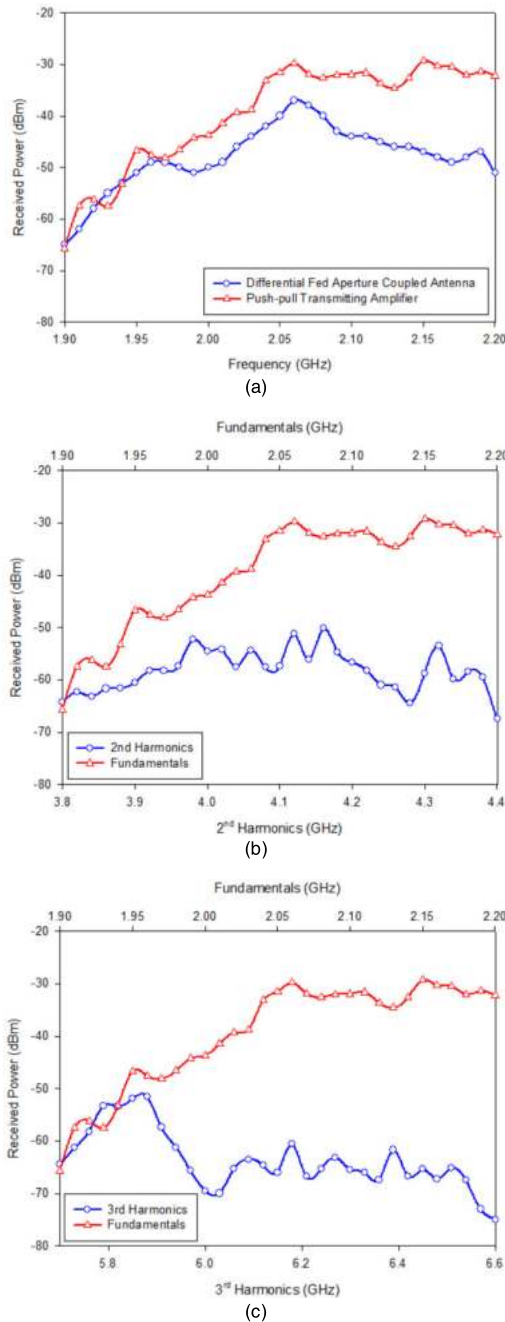 -20
-30
-40
-50
-60
-70
-80
Received Power (dBm)
Differential Fed Aperture Coupled Antenna
Push-pull Transmitting Amplifier
1.90 1.95 2.00 2.05 2.10 2.15 2.20
Frequency (GHz)
(a)
Fundamentals (GHz)
1.90 1.95 2.00 2.05 2.10 2.15 2.20
-20
-30
-40
-50
-60
-70
-80
Received Power (dBm)
2nd Harmonics
Fundamentals
3.8 3.9 4.0 4.1 4.2 4.3 4.4
2nd Harmonics (GHz)
(b)
Fundamentals (GHz)
1.90 1.95 2.00 2.05 2.10 2.15 2.20
-20
-30
-40
-50
-60
-70
-80
Received Power (dBm)
3rd Harmonics
Fundamentals
5.8 6.0 6.2 6.4 6.6
3rd Harmonics (GHz)
(c)